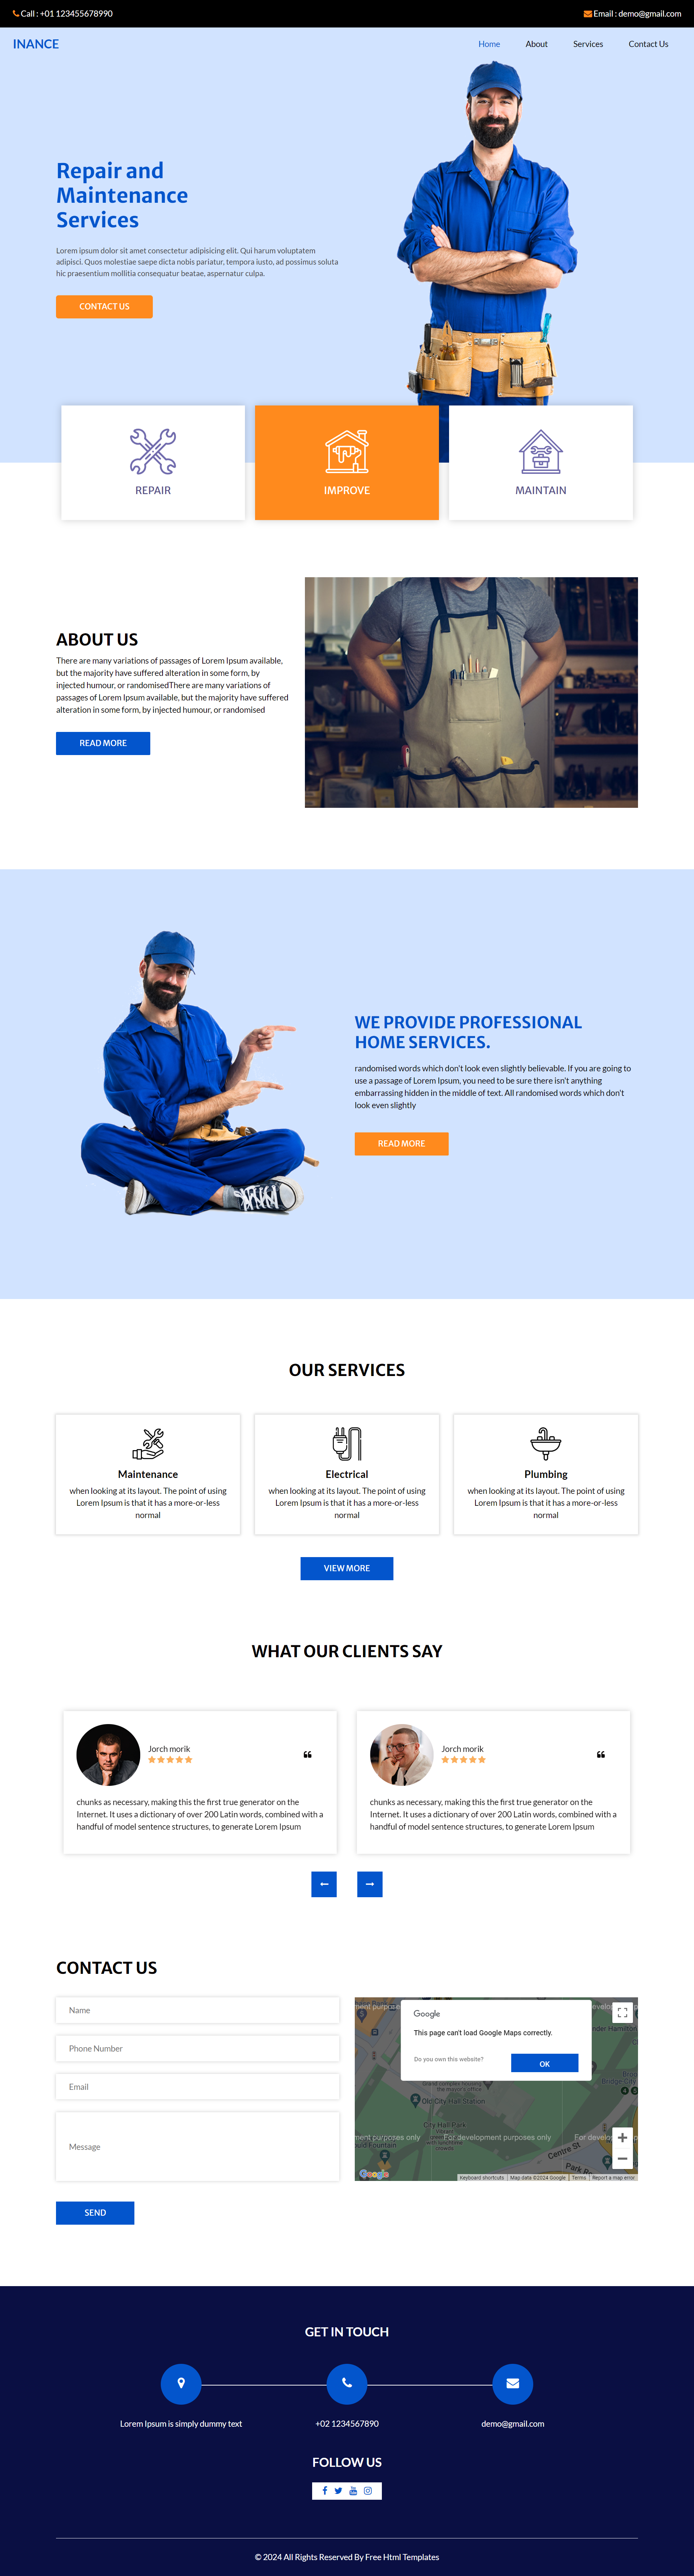 Call : +01 123455678990
Email : demo@gmail.com
INANCE
Home
About
Services
Contact Us
Repair and
Maintenance
Services
Lorem ipsum dolor sit amet consectetur adipisicing elit. Qui harum voluptatem
adipisci. Quos molestiae saepe dicta nobis pariatur, tempora iusto, ad possimus soluta
hic praesentium mollitia consequatur beatae, aspernatur culpa.
CONTACT US
REPAIR
IMPROVE
MAINTAIN
ABOUT US
There are many variations of passages of Lorem Ipsum available,
but the majority have suffered alteration in some form, by
injected humour, or randomisedThere are many variations of
passages of Lorem Ipsum available, but the majority have suffered
alteration in some form, by injected humour, or randomised
READ MORE
WE PROVIDE PROFESSIONAL
HOME SERVICES.
randomised words which don't look even slightly believable. If you are going to
use a passage of Lorem Ipsum, you need to be sure there isn't anything
embarrassing hidden in the middle of text. All randomised words which don't
look even slightly
READ MORE
OUR SERVICES
Maintenance
when looking at its layout. The point of using
Lorem Ipsum is that it has a more-or-less
normal
Electrical
when looking at its layout. The point of using
Lorem Ipsum is that it has a more-or-less
normal
Plumbing
when looking at its layout. The point of using
Lorem Ipsum is that it has a more-or-less
normal
VIEW MORE
WHAT OUR CLIENTS SAY
Jorch morik
chunks as necessary, making this the first true generator on the
Internet. It uses a dictionary of over 200 Latin words, combined with a
handful of model sentence structures, to generate Lorem Ipsum
Jorch morik
chunks as necessary, making this the first true generator on the
Internet. It uses a dictionary of over 200 Latin words, combined with a
handful of model sentence structures, to generate Lorem Ipsum
CONTACT US
Name
Phone Number
Email
Message
SEND
Google
This page can't load Google Maps correctly.
Do you own this website?
OK
Old City Hall Station
City Hall Park
For development purposes only
Centre St
Park R
Google
Keyboard shortcuts
Map data ©2024 Google
Terms
Report a map error
GET IN TOUCH
Lorem Ipsum is simply dummy text
+02 1234567890
demo@gmail.com
FOLLOW US
© 2024 All Rights Reserved By Free Html Templates